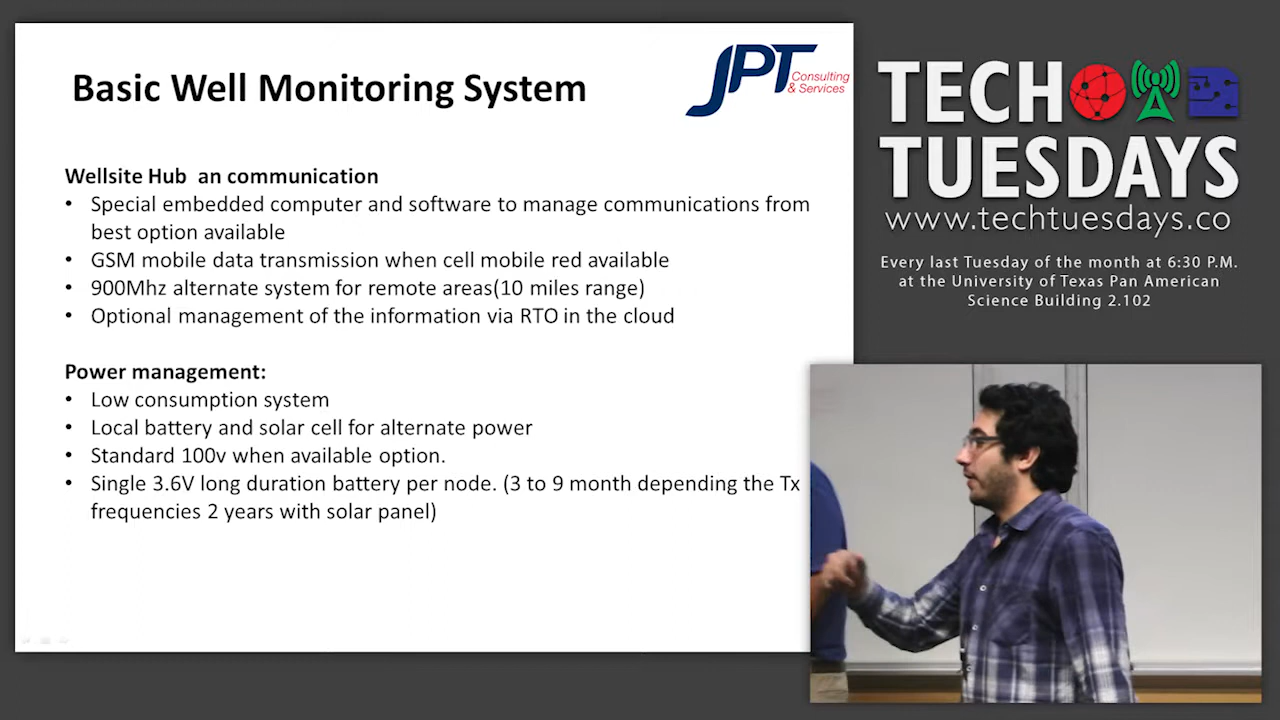 Basic Well Monitoring System
JPT
Consulting
& Services
Wellsite Hub an communication
• Special embedded computer and software to manage communications from
best option available
• GSM mobile data transmission when cell mobile red available
• 900Mhz alternate system for remote areas(10 miles range)
• Optional management of the information via RTO in the cloud
Power management:
• Low consumption system
• Local battery and solar cell for alternate power
• Standard 100v when available option.
• Single 3.6V long duration battery per node. (3 to 9 month depending the Tx
frequencies 2 years with solar panel)
TECH
TUESDAYS
www.techtuesdays.co
Every last Tuesday of the month at 6:30 P.M.
at the University of Texas Pan American
Science Building 2.102